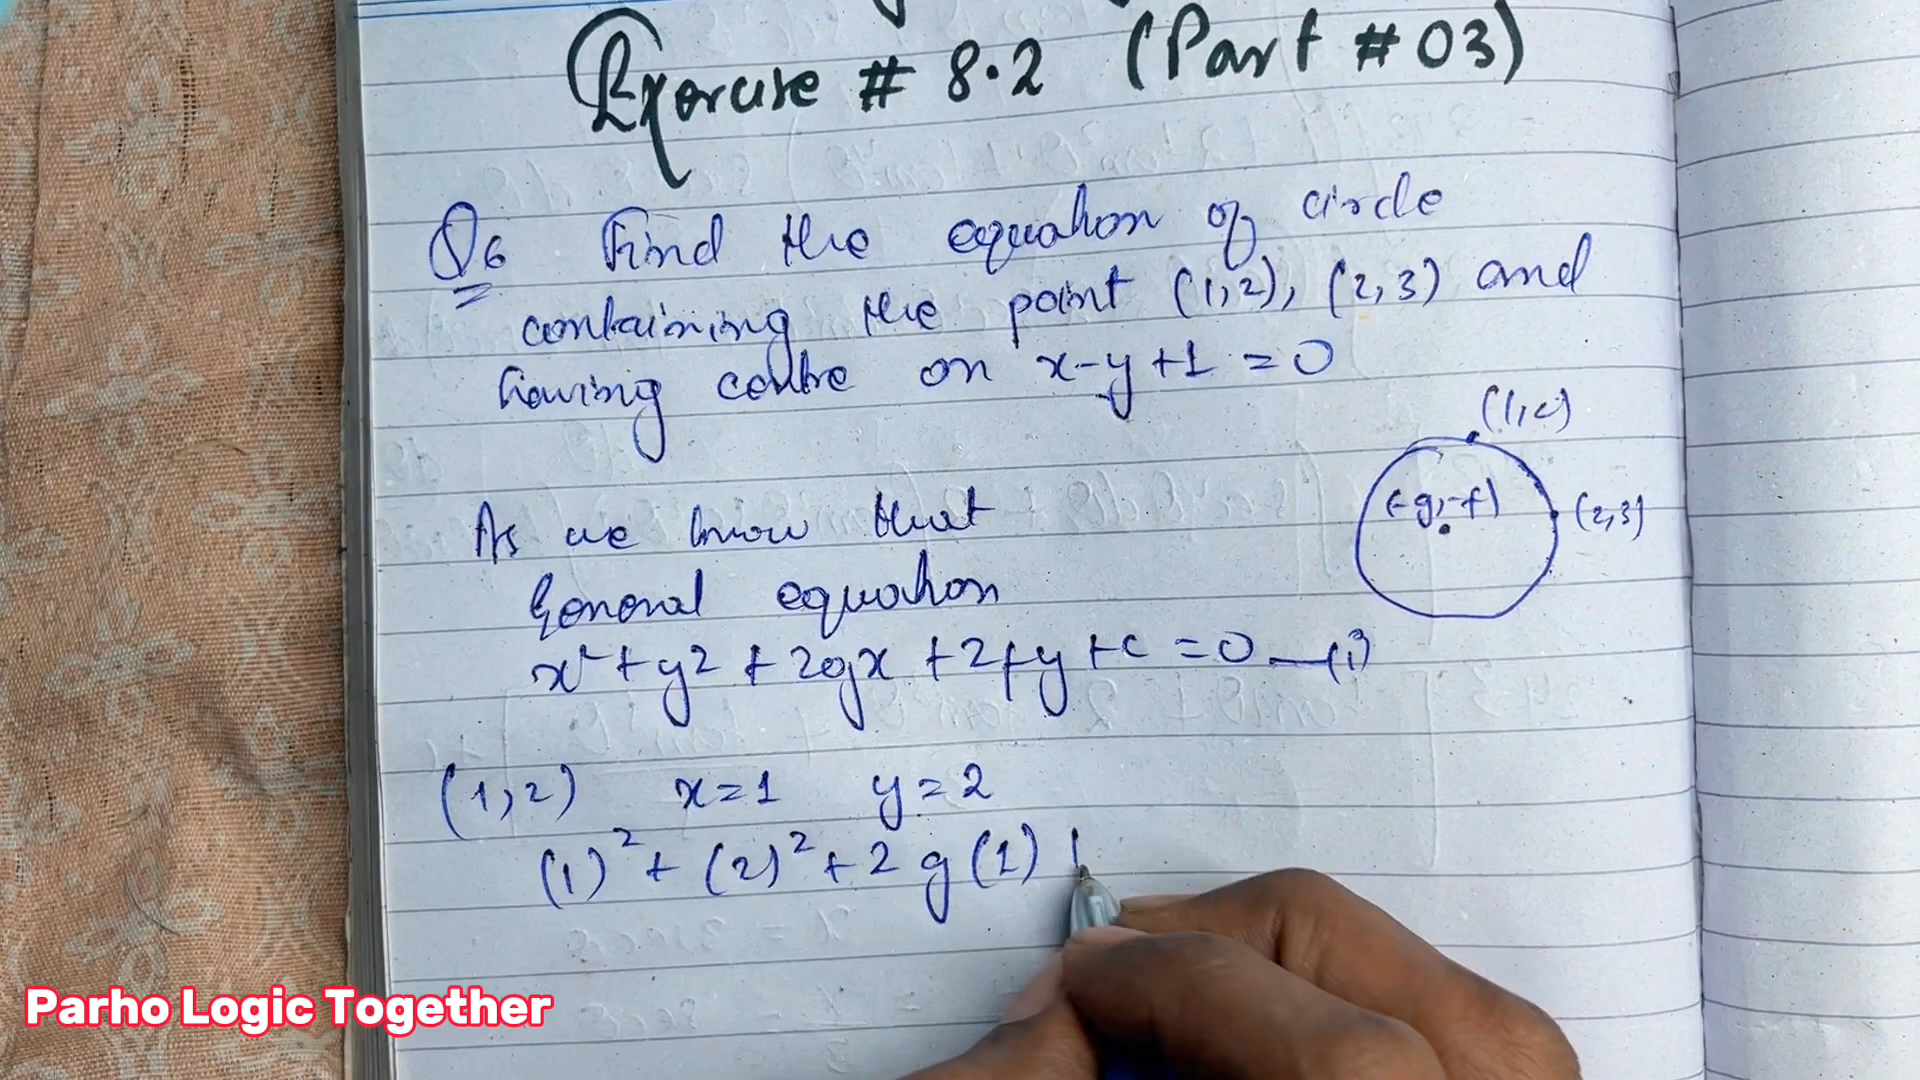 Exercise # 8.2 (Part # 03)
Q6 Find the equation of circle
containing the point (1,2), (2,3) and
having centre on x-y+1=0
(1,2)
(-g,-f)
(2,3)
As we know that
General equation
x²+y2+2gx+2fy+c=0 —(i)
(1,2) x=1 y=2
(1)²+(2)²+2g(1)
Parho Logic Together